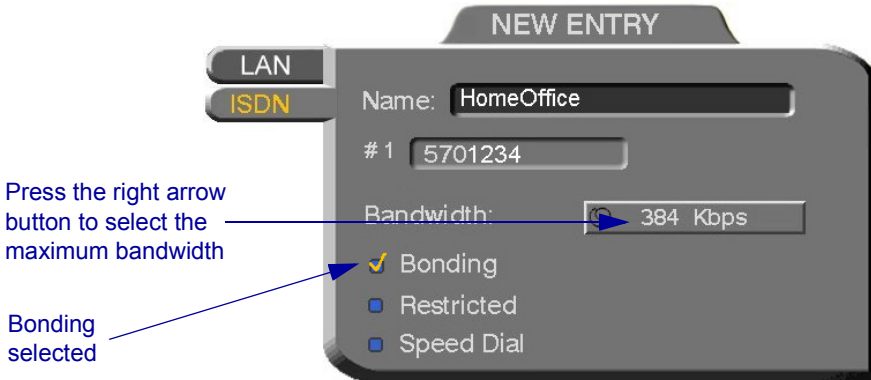 NEW ENTRY
LAN
ISDN
Name: HomeOffice
#1 5701234
Press the right arrow
button to select the
maximum bandwidth
Bandwidth: 384 Kbps
Bonding
Restricted
Speed Dial
Bonding
selected